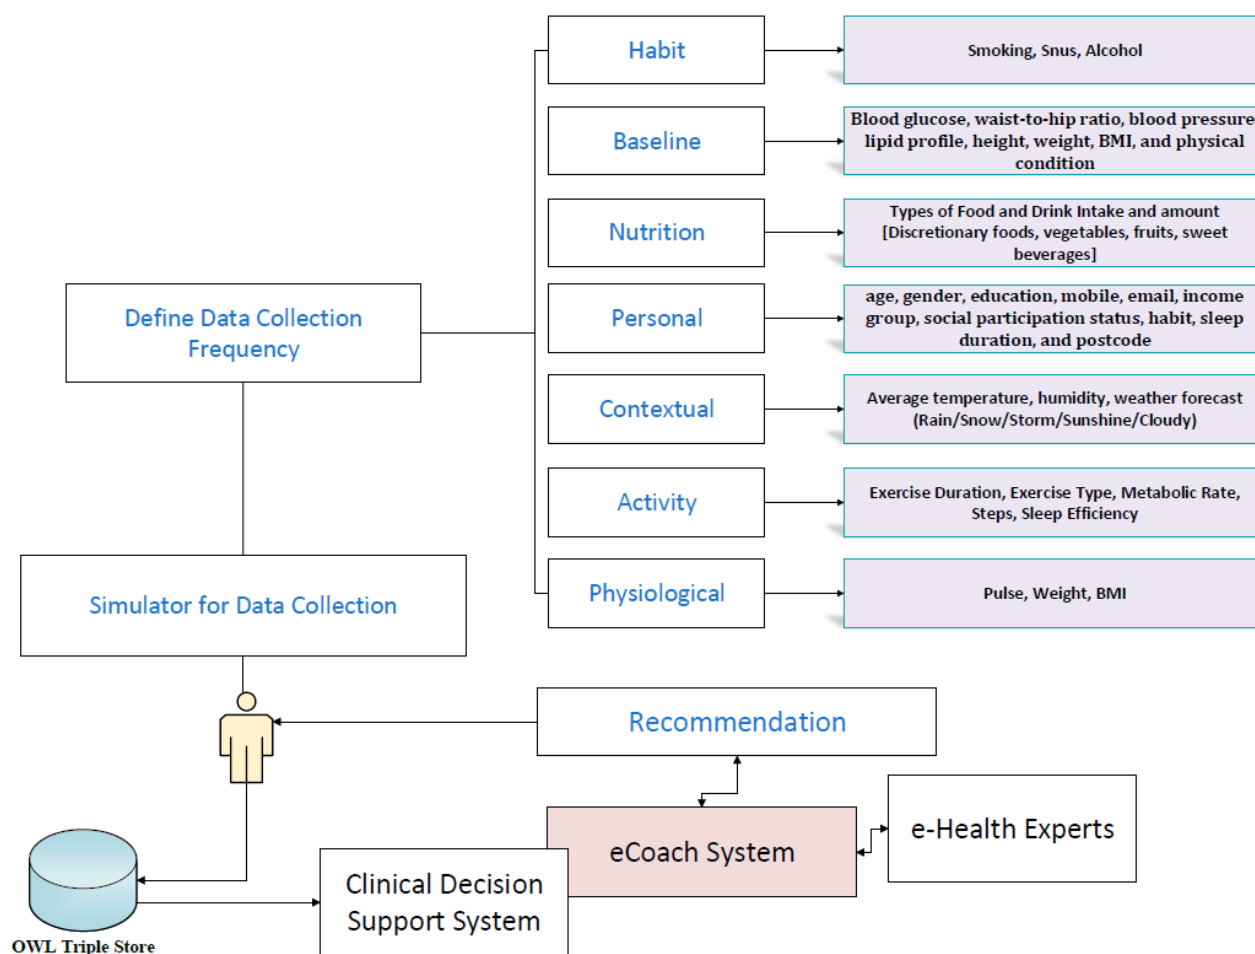 Habit
Smoking, Snus, Alcohol
Baseline
Blood glucose, waist-to-hip ratio, blood pressure
lipid profile, height, weight, BMI, and physical
condition
Nutrition
Types of Food and Drink Intake and amount
[Discretionary foods, vegetables, fruits, sweet
beverages]
Define Data Collection
Frequency
Personal
age, gender, education, mobile, email, income
group, social participation status, habit, sleep
duration, and postcode
Contextual
Average temperature, humidity, weather forecast
(Rain/Snow/Storm/Sunshine/Cloudy)
Activity
Exercise Duration, Exercise Type, Metabolic Rate,
Steps, Sleep Efficiency
Simulator for Data Collection
Physiological
Pulse, Weight, BMI
Recommendation
eCoach System
e-Health Experts
Clinical Decision
Support System
OWL Triple Store